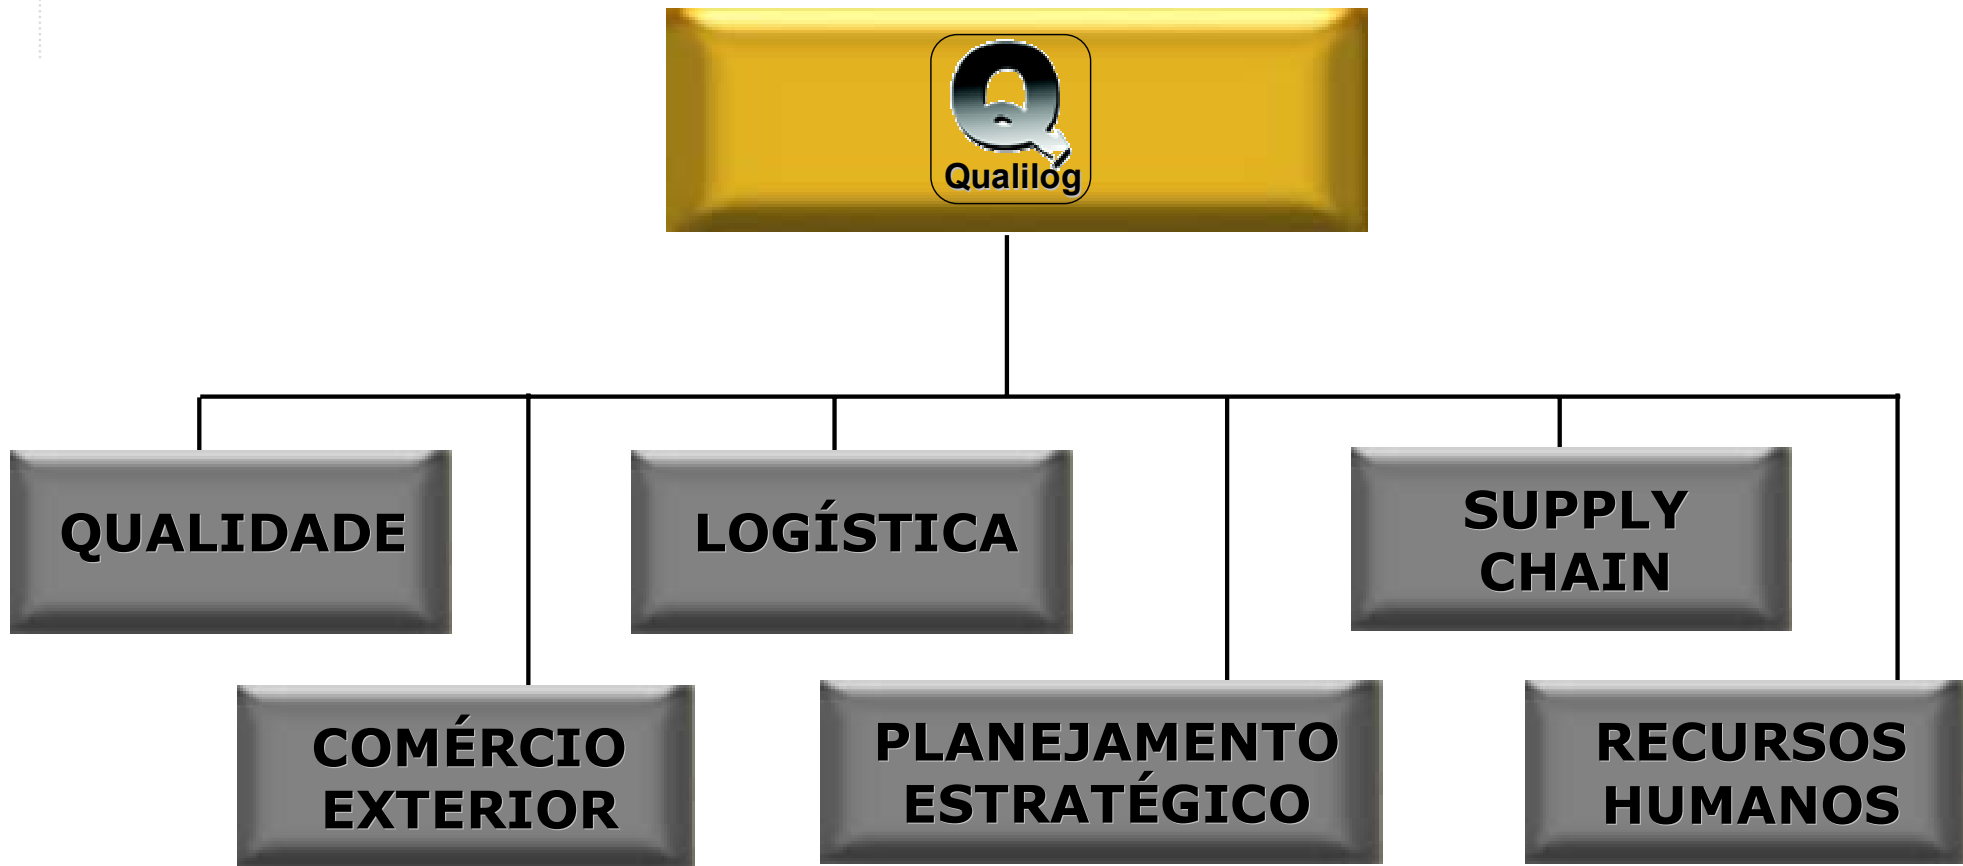 Q
Qualilog
QUALIDADE
LOGÍSTICA
SUPPLY
CHAIN
COMÉRCIO
EXTERIOR
PLANEJAMENTO
ESTRATÉGICO
RECURSOS
HUMANOS